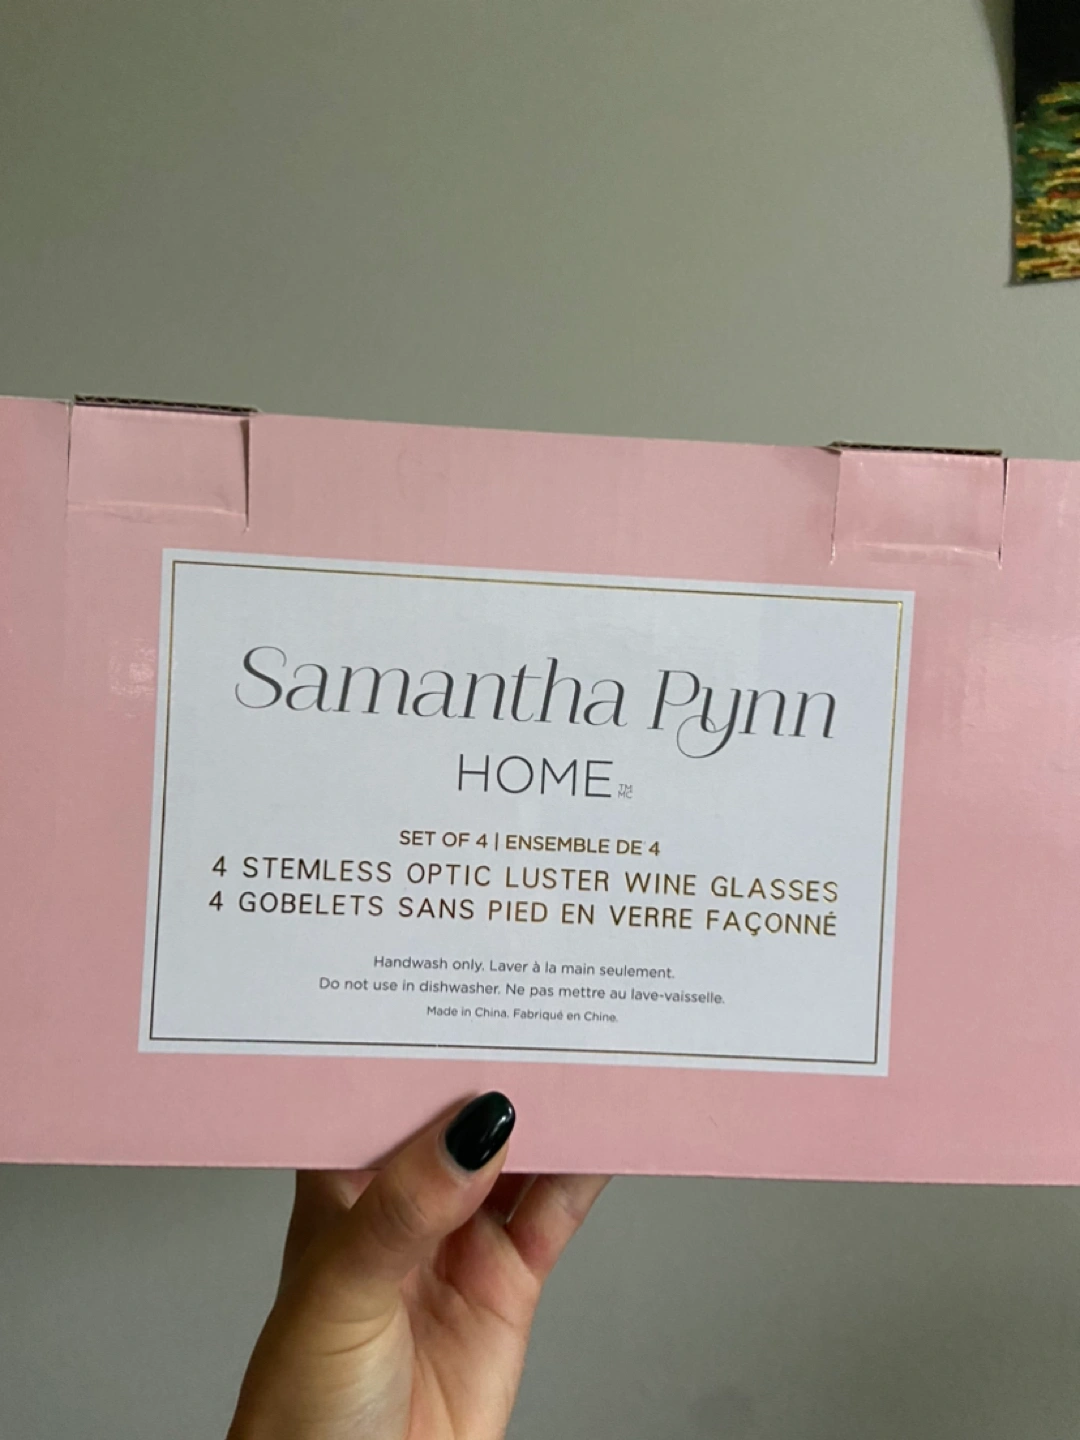 Samantha Pynn
HOME TM MC
SET OF 4 | ENSEMBLE DE 4
4 STEMLESS OPTIC LUSTER WINE GLASSES
4 GOBELETS SANS PIED EN VERRE FAÇONNÉ
Handwash only. Laver à la main seulement.
Do not use in dishwasher. Ne pas mettre au lave-vaisselle.
Made in China. Fabriqué en Chine.